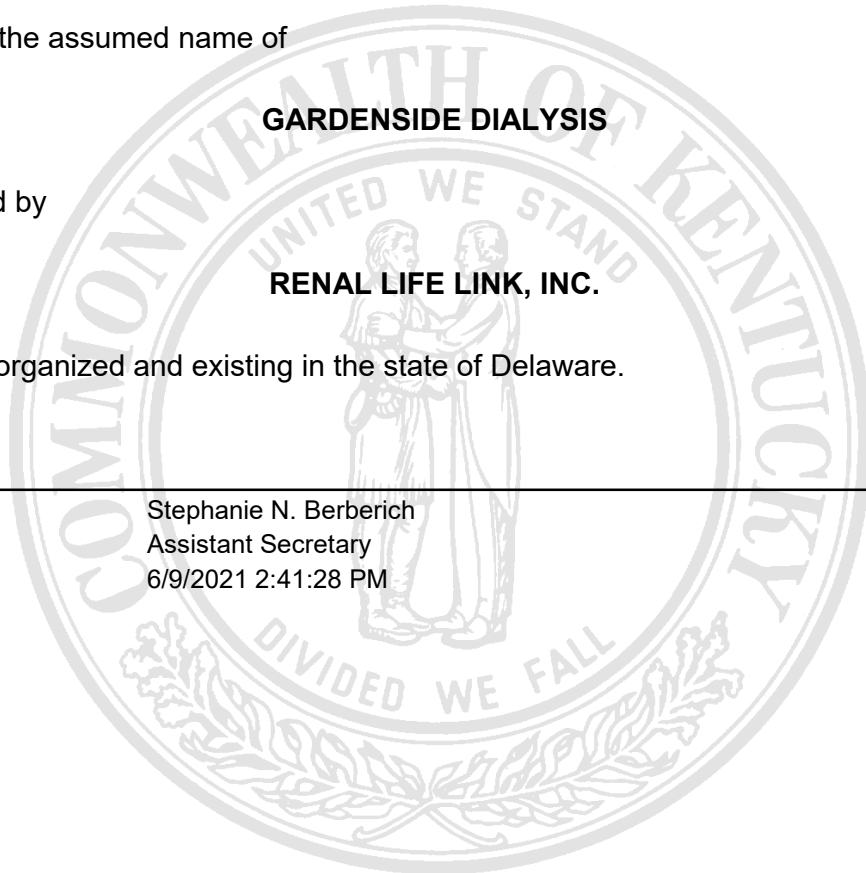 the assumed name of
GARDENSIDE DIALYSIS
d by
RENAL LIFE LINK, INC.
organized and existing in the state of Delaware.
Stephanie N. Berberich
Assistant Secretary
6/9/2021 2:41:28 PM
COMMONWEALTH OF KENTUCKY
UNITED WE STAND
DIVIDED WE FALL